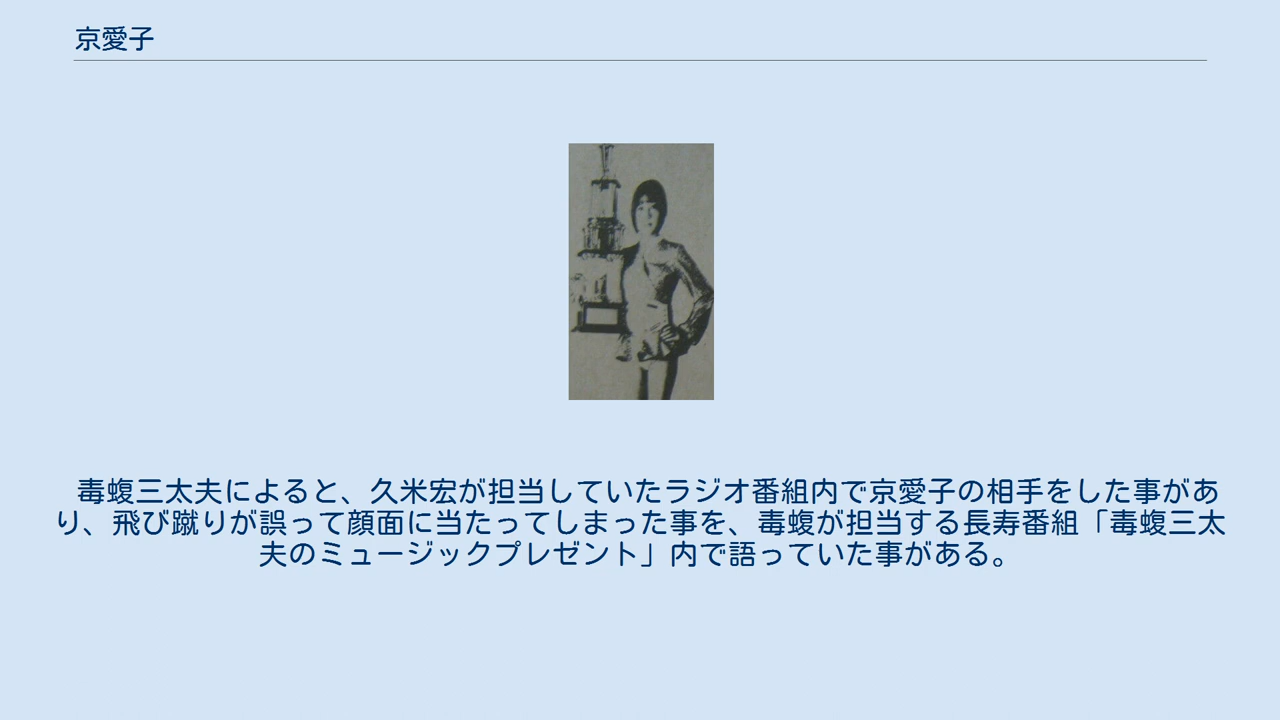 京愛子
毒蝮三太夫によると、久米宏が担当していたラジオ番組内で京愛子の相手をした事があ
り、飛び蹴りが誤って顔面に当たってしまった事を、毒蝮が担当する長寿番組「毒蝮三太
夫のミュージックプレゼント」内で語っていた事がある。